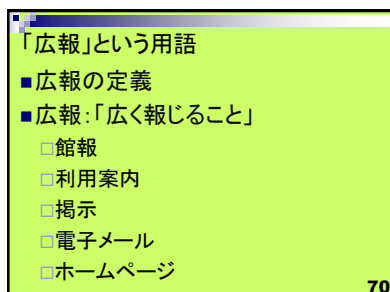 「広報」という用語
■広報の定義
■広報:「広く報じること」
□館報
□利用案内
□掲示
□電子メール
□ホームページ
70